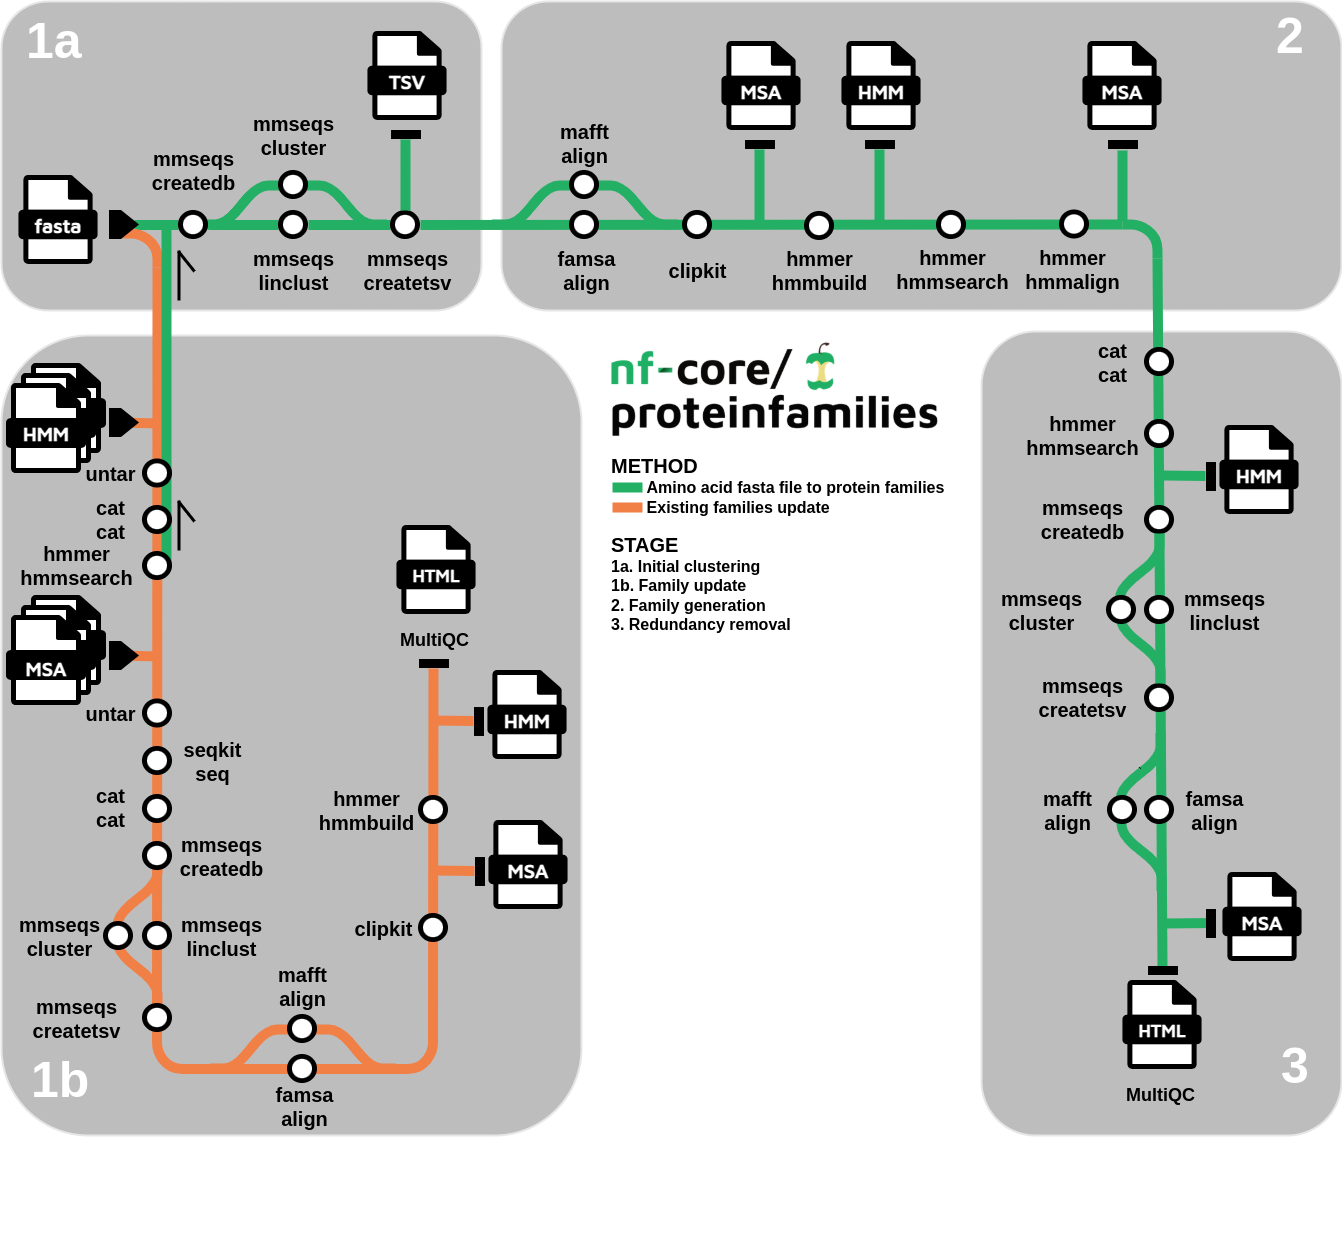 1a
TSV
mmseqs
cluster
mmseqs
createdb
fasta
mmseqs
linclust
mmseqs
createtsv
2
MSA
HMM
MSA
mafft
align
famsa
align
clipkit
hmmer
hmmbuild
hmmer
hmmsearch
hmmer
hmmalign
HMM
untar
cat
cat
hmmer
hmmsearch
MSA
untar
seqkit
seq
cat
cat
mmseqs
createdb
mmseqs
cluster
mmseqs
linclust
mmseqs
createtsv
1b
mafft
align
famsa
align
clipkit
MSA
hmmer
hmmbuild
HMM
HTML
MultiQC
nf-core/
proteinfamilies
METHOD
Amino acid fasta file to protein families
Existing families update
STAGE
1a. Initial clustering
1b. Family update
2. Family generation
3. Redundancy removal
cat
cat
hmmer
hmmsearch
HMM
mmseqs
createdb
mmseqs
cluster
mmseqs
linclust
mmseqs
createtsv
mafft
align
famsa
align
MSA
HTML
MultiQC
3